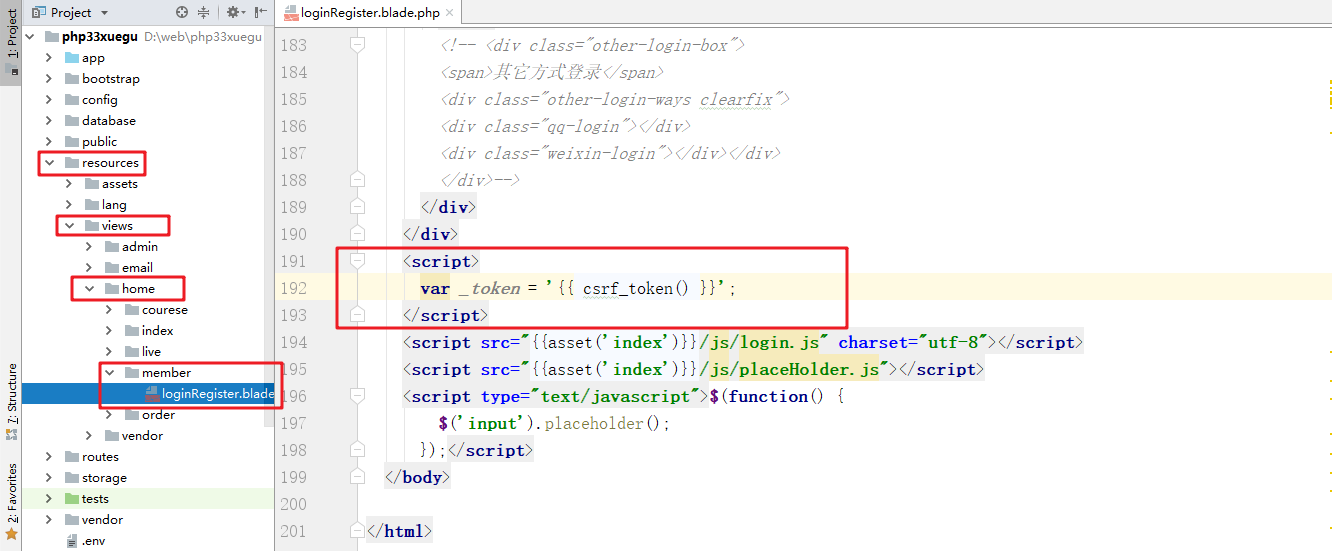 1: Project
7: Structure
2: Favorites
Project
php33xuegu D:\web\php33xuegu
app
bootstrap
config
database
public
resources
assets
lang
views
admin
email
home
courese
index
live
member
loginRegister.blade
order
vendor
routes
storage
tests
vendor
.env
loginRegister.blade.php
183 <!-- <div class="other-login-box">
184 <span>其它方式登录</span>
185 <div class="other-login-ways clearfix">
186 <div class="qq-login"></div>
187 <div class="weixin-login"></div></div>
188 </div>-->
189 </div>
190 </div>
191 <script>
192 var _token = '{{ csrf_token() }}';
193 </script>
194 <script src="{{asset('index')}}/js/login.js" charset="utf-8"></script>
195 <script src="{{asset('index')}}/js/placeHolder.js"></script>
196 <script type="text/javascript">$(function() {
197 $('input').placeholder();
198 });</script>
199 </body>
200
201 </html>